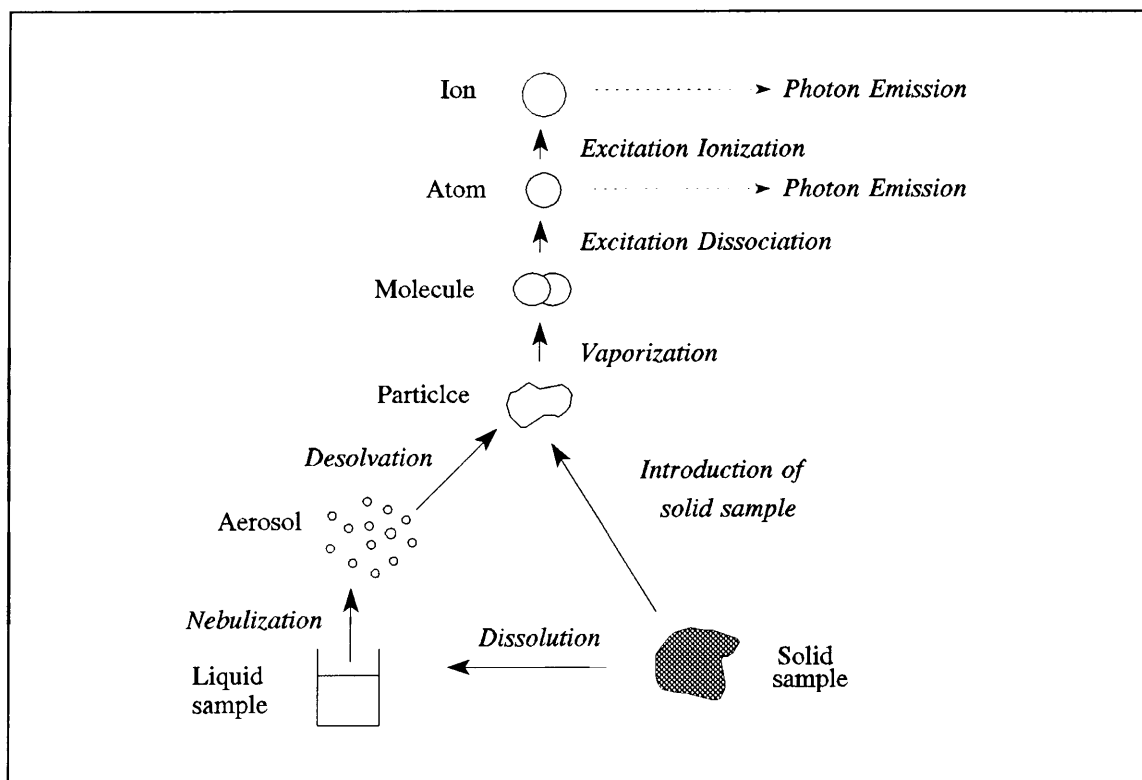 Ion
Photon Emission
Excitation Ionization
Atom
Photon Emission
Excitation Dissociation
Molecule
Vaporization
Particlce
Desolvation
Introduction of
solid sample
Aerosol
Nebulization
Dissolution
Liquid
sample
Solid
sample